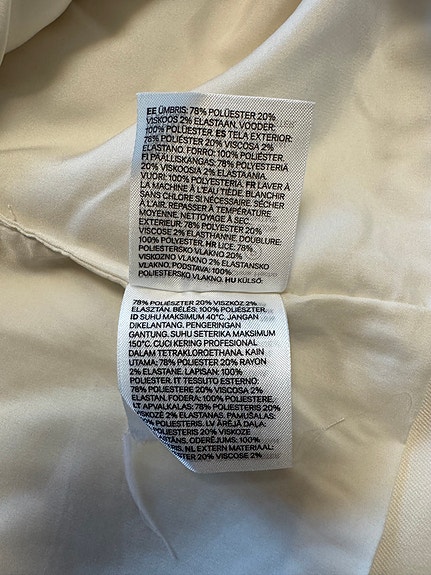 EE ÜMBRIS: 78% POLÜESTER 20%
VISKOOS 2% ELASTAAN. VOODER:
100% POLÜESTER. ES TELA EXTERIOR:
78% POLIÉSTER 20% VISCOSA 2%
ELASTANO. FORRO: 100% POLIÉSTER.
FI PÄÄLLISKANGAS: 78% POLYESTERIÄ
20% VISKOOSIA 2% ELASTAANIA.
VUORI: 100% POLYESTERIÄ. FR LAVER À
LA MACHINE À L'EAU TIÈDE. BLANCHIR
SANS CHLORE SI NÉCESSAIRE. SÉCHER
À L'AIR. REPASSER À TEMPÉRATURE
MOYENNE. NETTOYAGE À SEC.
EXTERIEUR: 78% POLYESTER 20%
VISCOSE 2% ELASTHANNE. DOUBLURE:
100% POLYESTER. HR LICE: 78%
POLIESTERSKO VLAKNO 20%
VISKOZNO VLAKNO 2% ELASTANSKO
VLAKNO. PODSTAVA: 100%
POLIESTERSKO VLAKNO. HU KÜLSŐ:
78% POLIÉSZTER 20% VISZKÓZ 2%
ELASZTÁN. BÉLÉS: 100% POLIÉSZTER.
ID SUHU MAKSIMUM 40°C. JANGAN
DIKELANTANG. PENGERINGAN
GANTUNG. SUHU SETERIKA MAKSIMUM
150°C. CUCI KERING PROFESIONAL
DALAM TETRAKLOROETHANA. KAIN
UTAMA: 78% POLIESTER 20% RAYON
2% ELASTANE. LAPISAN: 100%
POLIESTER. IT TESSUTO ESTERNO:
78% POLIESTERE 20% VISCOSA 2%
ELASTAN. FODERA: 100% POLIESTERE.
LT APVALKALAS: 78% POLIESTERIS 20%
VISKOZĖ 2% ELASTANAS. PAMUŠALAS:
POLIESTERIS. LV ĀRĒJĀ DAĻA:
POLIESTERIS 20% VISKOZE
ODERĒJUMS: 100%
NL EXTERN MATERIAAL:
20% VISCOSE 2%